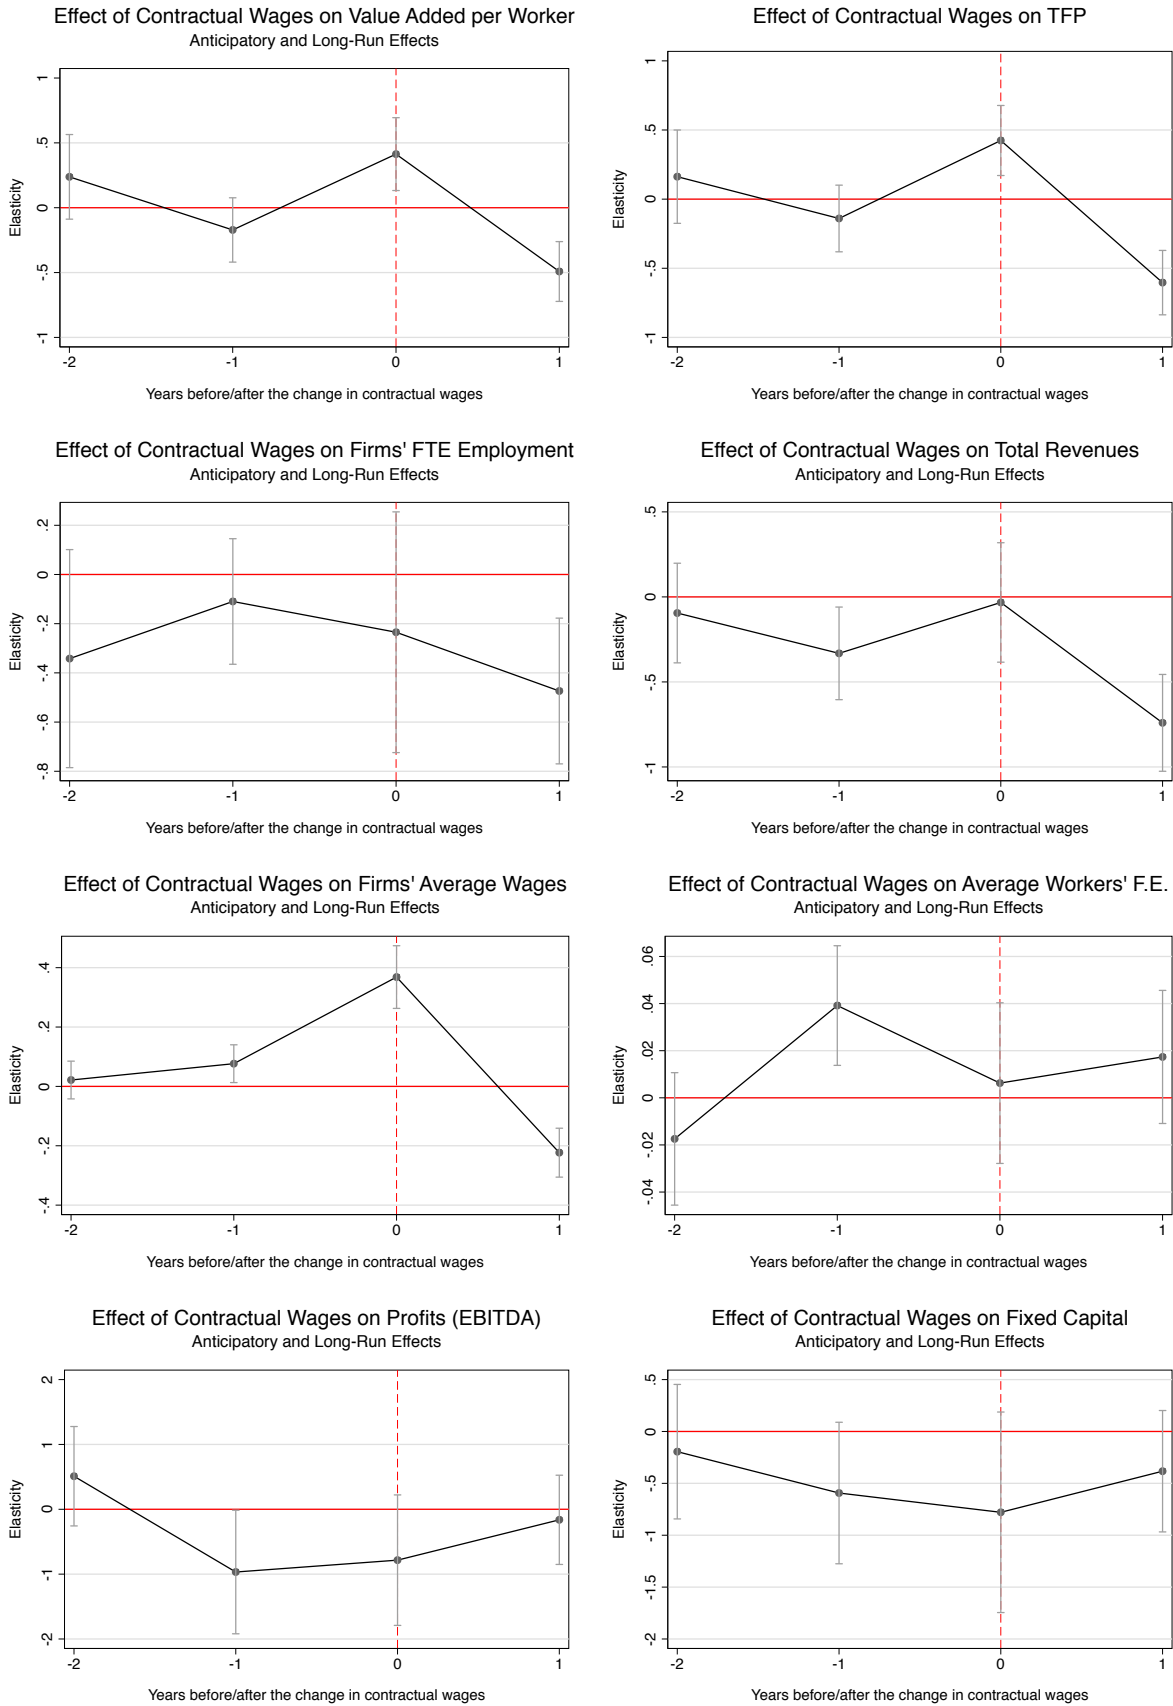 Effect of Contractual Wages on Value Added per Worker
Anticipatory and Long-Run Effects
Elasticity
1
.5
0
-.5
-1
-2
-1
0
1
Years before/after the change in contractual wages
Effect of Contractual Wages on TFP
Elasticity
1
.5
0
-.5
-1
-2
-1
0
1
Years before/after the change in contractual wages
Effect of Contractual Wages on Firms' FTE Employment
Anticipatory and Long-Run Effects
Elasticity
.2
0
-.2
-.4
-.6
-.8
-2
-1
0
1
Years before/after the change in contractual wages
Effect of Contractual Wages on Total Revenues
Anticipatory and Long-Run Effects
Elasticity
.5
0
-.5
-1
-2
-1
0
1
Years before/after the change in contractual wages
Effect of Contractual Wages on Firms' Average Wages
Anticipatory and Long-Run Effects
Elasticity
.4
.2
0
-.2
-.4
-2
-1
0
1
Years before/after the change in contractual wages
Effect of Contractual Wages on Average Workers' F.E.
Anticipatory and Long-Run Effects
Elasticity
.06
.04
.02
0
-.02
-.04
-2
-1
0
1
Years before/after the change in contractual wages
Effect of Contractual Wages on Profits (EBITDA)
Anticipatory and Long-Run Effects
Elasticity
2
1
0
-1
-2
-2
-1
0
1
Years before/after the change in contractual wages
Effect of Contractual Wages on Fixed Capital
Anticipatory and Long-Run Effects
Elasticity
.5
0
-.5
-1
-1.5
-2
-2
-1
0
1
Years before/after the change in contractual wages